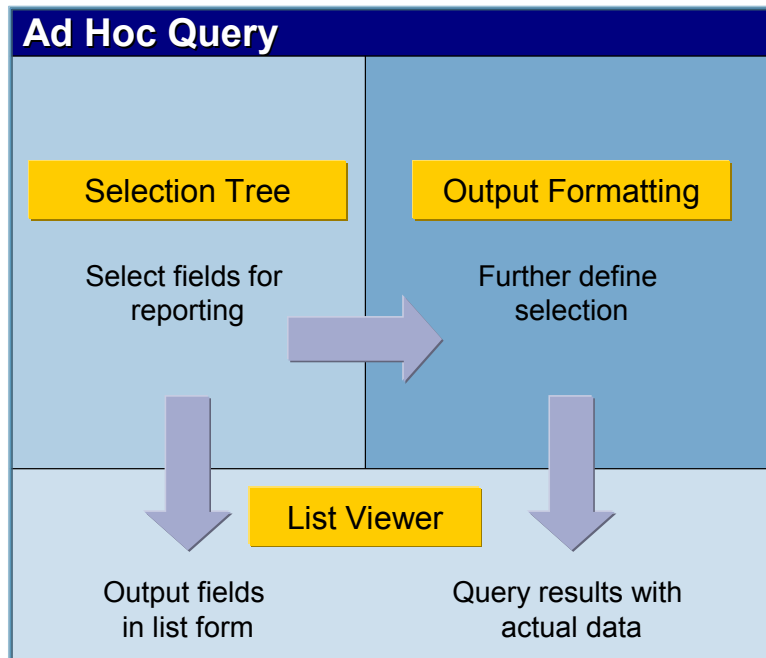 Ad Hoc Query
Selection Tree
Select fields for
reporting
Output Formatting
Further define
selection
List Viewer
Output fields
in list form
Query results with
actual data